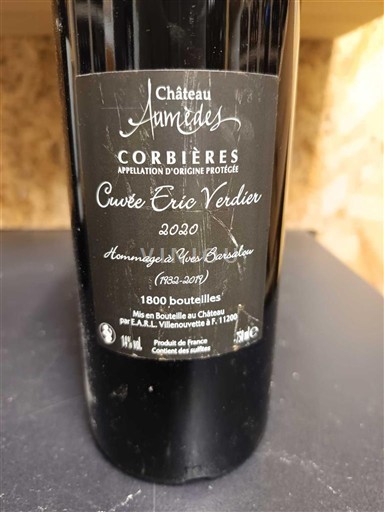 Château
Aumèdes
CORBIÈRES
APPELLATION D'ORIGINE PROTÉGÉE
Cuvée Eric Verdier
2020
Hommage à Yves Barsalou
(1932-2019)
1800 bouteilles
Mis en Bouteille au Château
par E.A.R.L. Villenouvette à F. 11200
14% vol.
Produit de France
Contient des sulfites
750 ml e